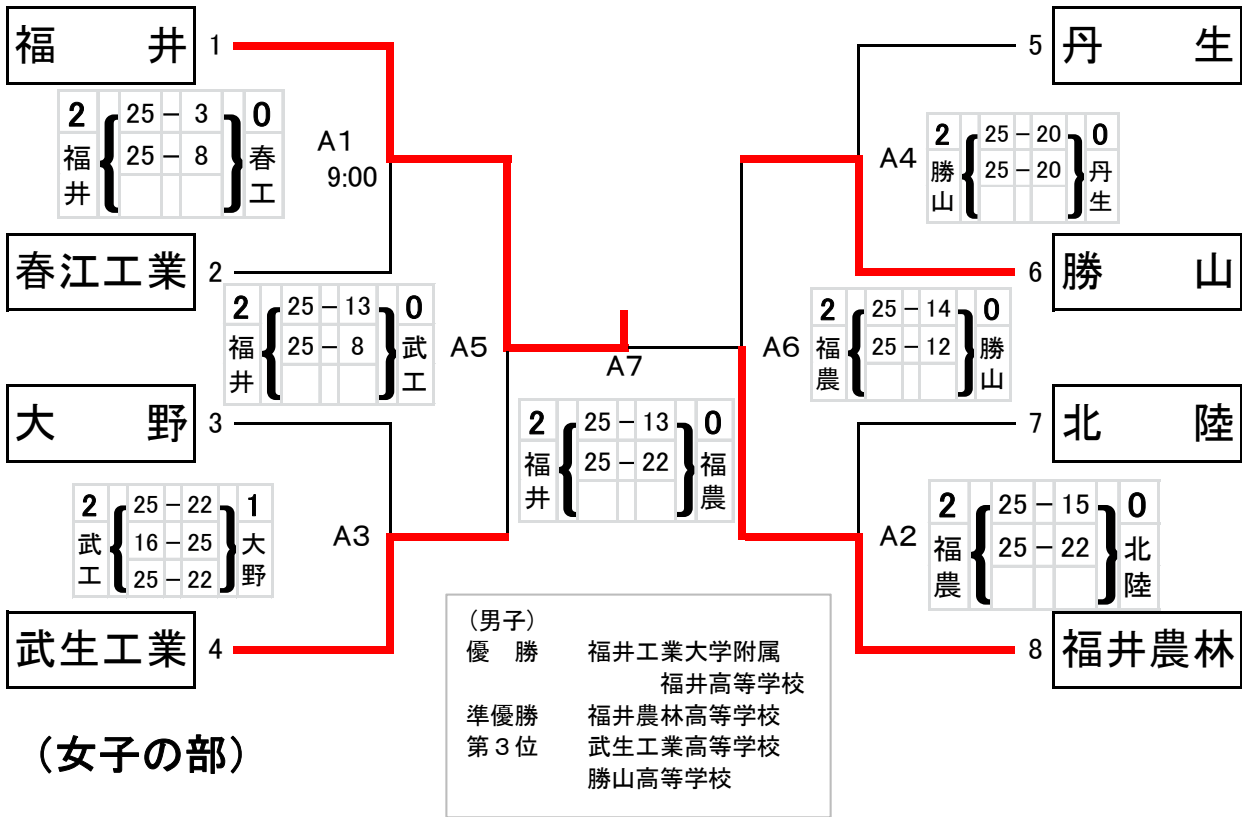 福 井 1
2 福井 { 25 － 3 } 0 春工
25 － 8
A1
9:00
春江工業 2
2 福井 { 25 － 13 } 0 武工
25 － 8
A5
大 野 3
2 武工 { 25 － 22 } 1 大野
16 － 25
25 － 22
A3
武生工業 4
A7
2 福井 { 25 － 13 } 0 福農
25 － 22
5 丹 生
A4
2 勝山 { 25 － 20 } 0 丹生
25 － 20
6 勝 山
A6
2 福農 { 25 － 14 } 0 勝山
25 － 12
7 北 陸
A2
2 福農 { 25 － 15 } 0 北陸
25 － 22
8 福井農林
（男子）
優 勝 福井工業大学附属
福井高等学校
準優勝 福井農林高等学校
第３位 武生工業高等学校
勝山高等学校
（女子の部）